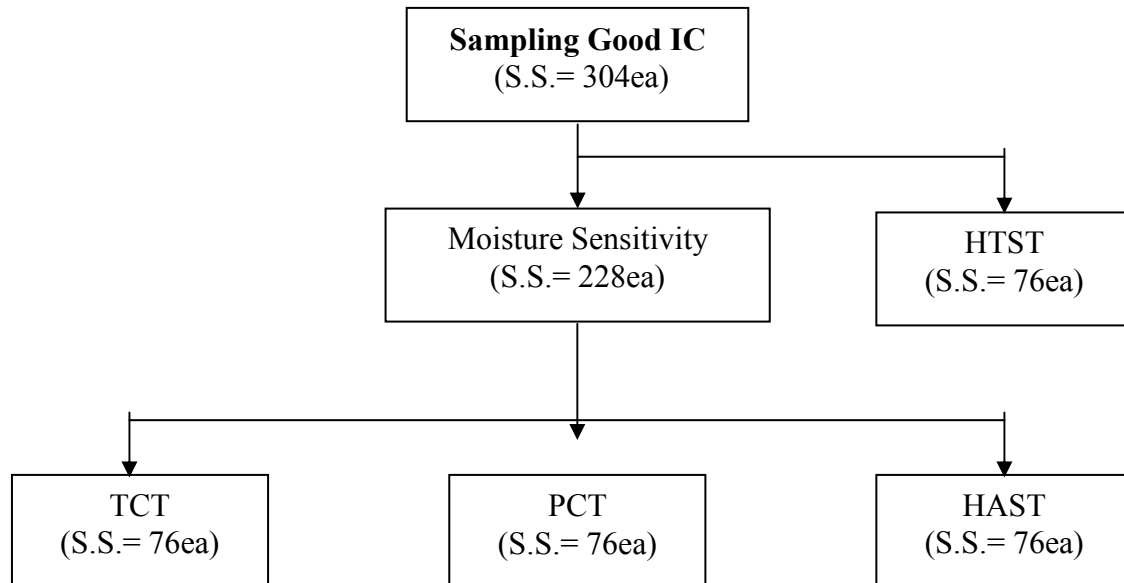 Sampling Good IC
(S.S.= 304ea)
Moisture Sensitivity
(S.S.= 228ea)
HTST
(S.S.= 76ea)
TCT
(S.S.= 76ea)
PCT
(S.S.= 76ea)
HAST
(S.S.= 76ea)